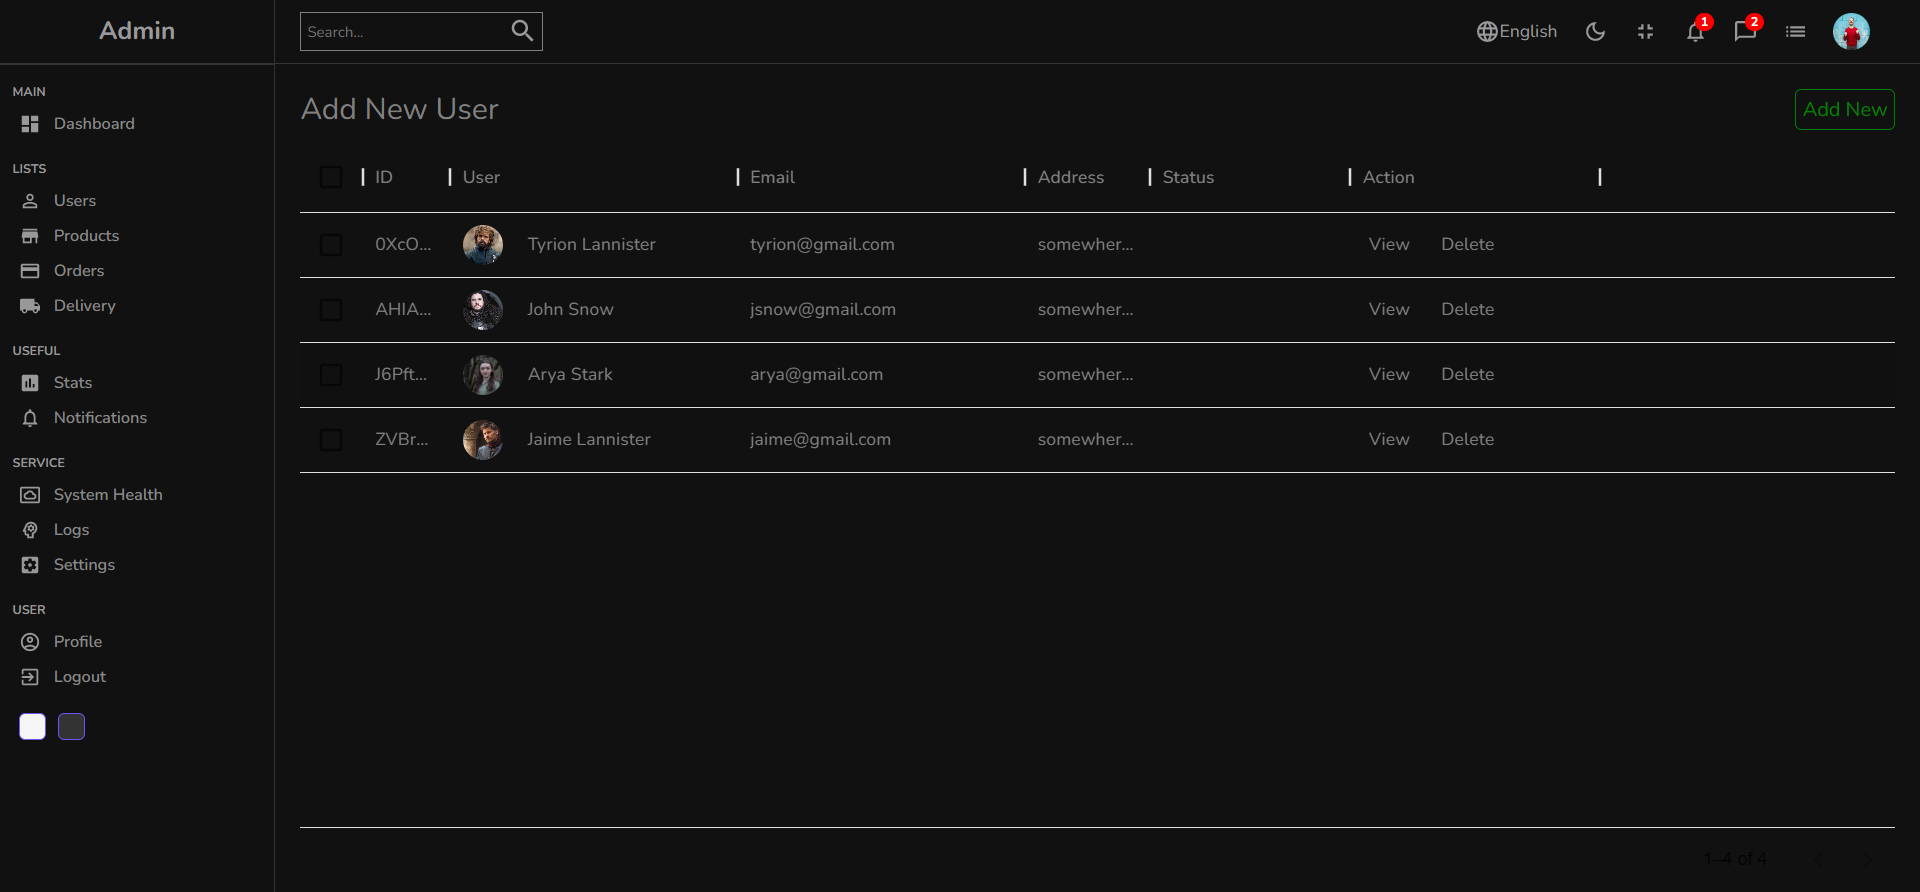 Admin
Search...
English
1
2
MAIN
Dashboard
LISTS
Users
Products
Orders
Delivery
USEFUL
Stats
Notifications
SERVICE
System Health
Logs
Settings
USER
Profile
Logout
Add New User
Add New
ID User Email Address Status Action
0XcO... Tyrion Lannister tyrion@gmail.com somewher... View Delete
AHIA... John Snow jsnow@gmail.com somewher... View Delete
J6Pft... Arya Stark arya@gmail.com somewher... View Delete
ZVBr... Jaime Lannister jaime@gmail.com somewher... View Delete
1–4 of 4